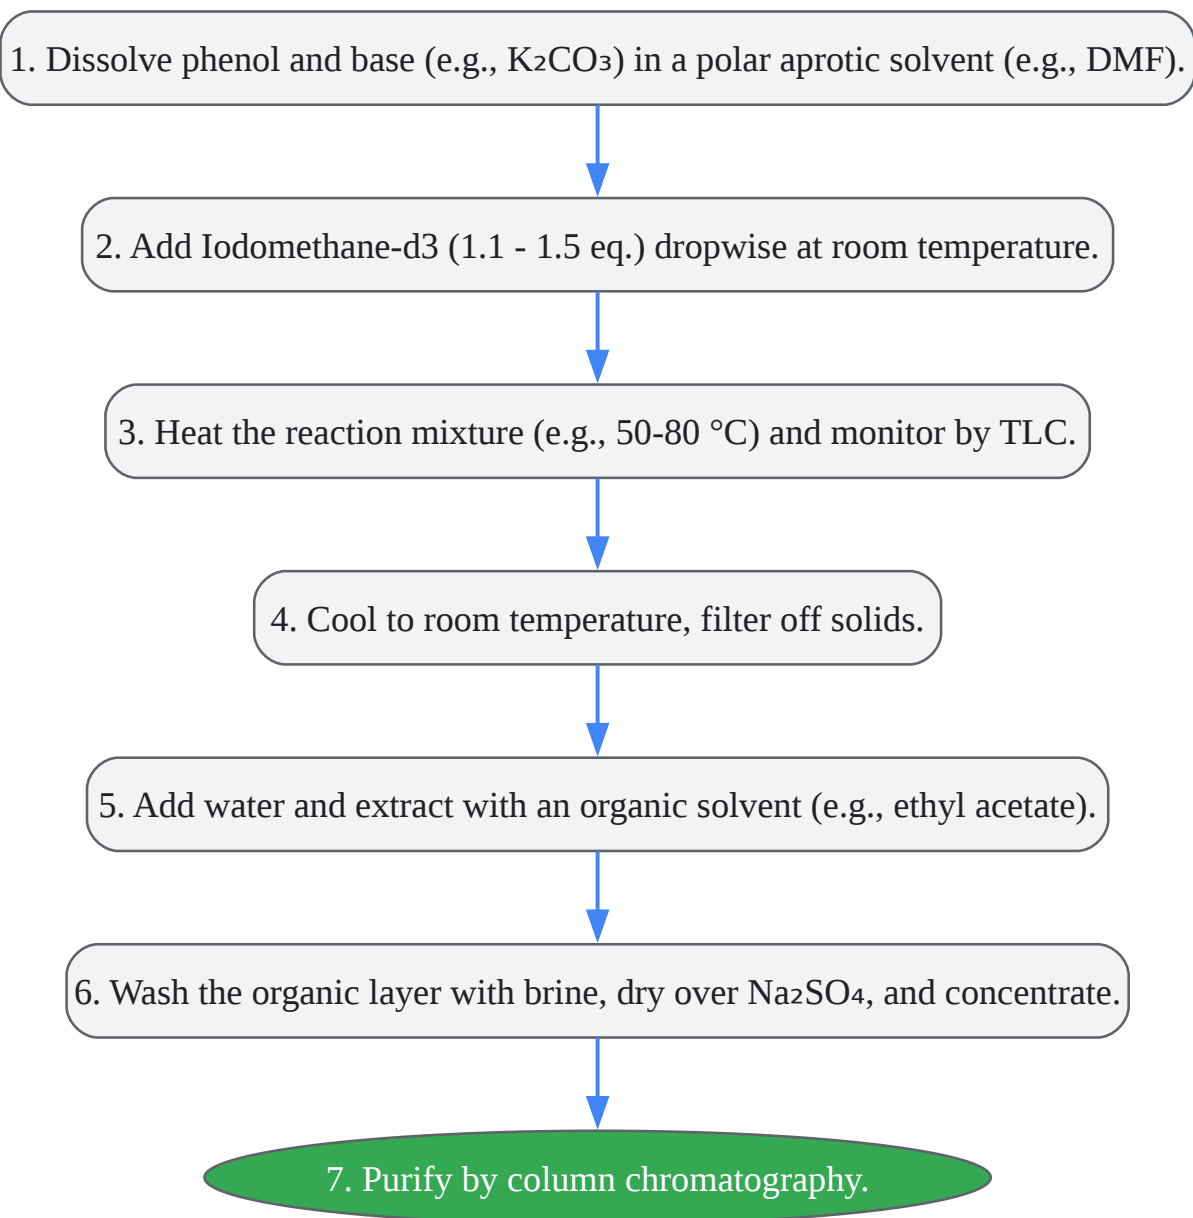 1. Dissolve phenol and base (e.g., K₂CO₃) in a polar aprotic solvent (e.g., DMF).
2. Add Iodomethane-d3 (1.1 - 1.5 eq.) dropwise at room temperature.
3. Heat the reaction mixture (e.g., 50-80 °C) and monitor by TLC.
4. Cool to room temperature, filter off solids.
5. Add water and extract with an organic solvent (e.g., ethyl acetate).
6. Wash the organic layer with brine, dry over Na₂SO₄, and concentrate.
7. Purify by column chromatography.